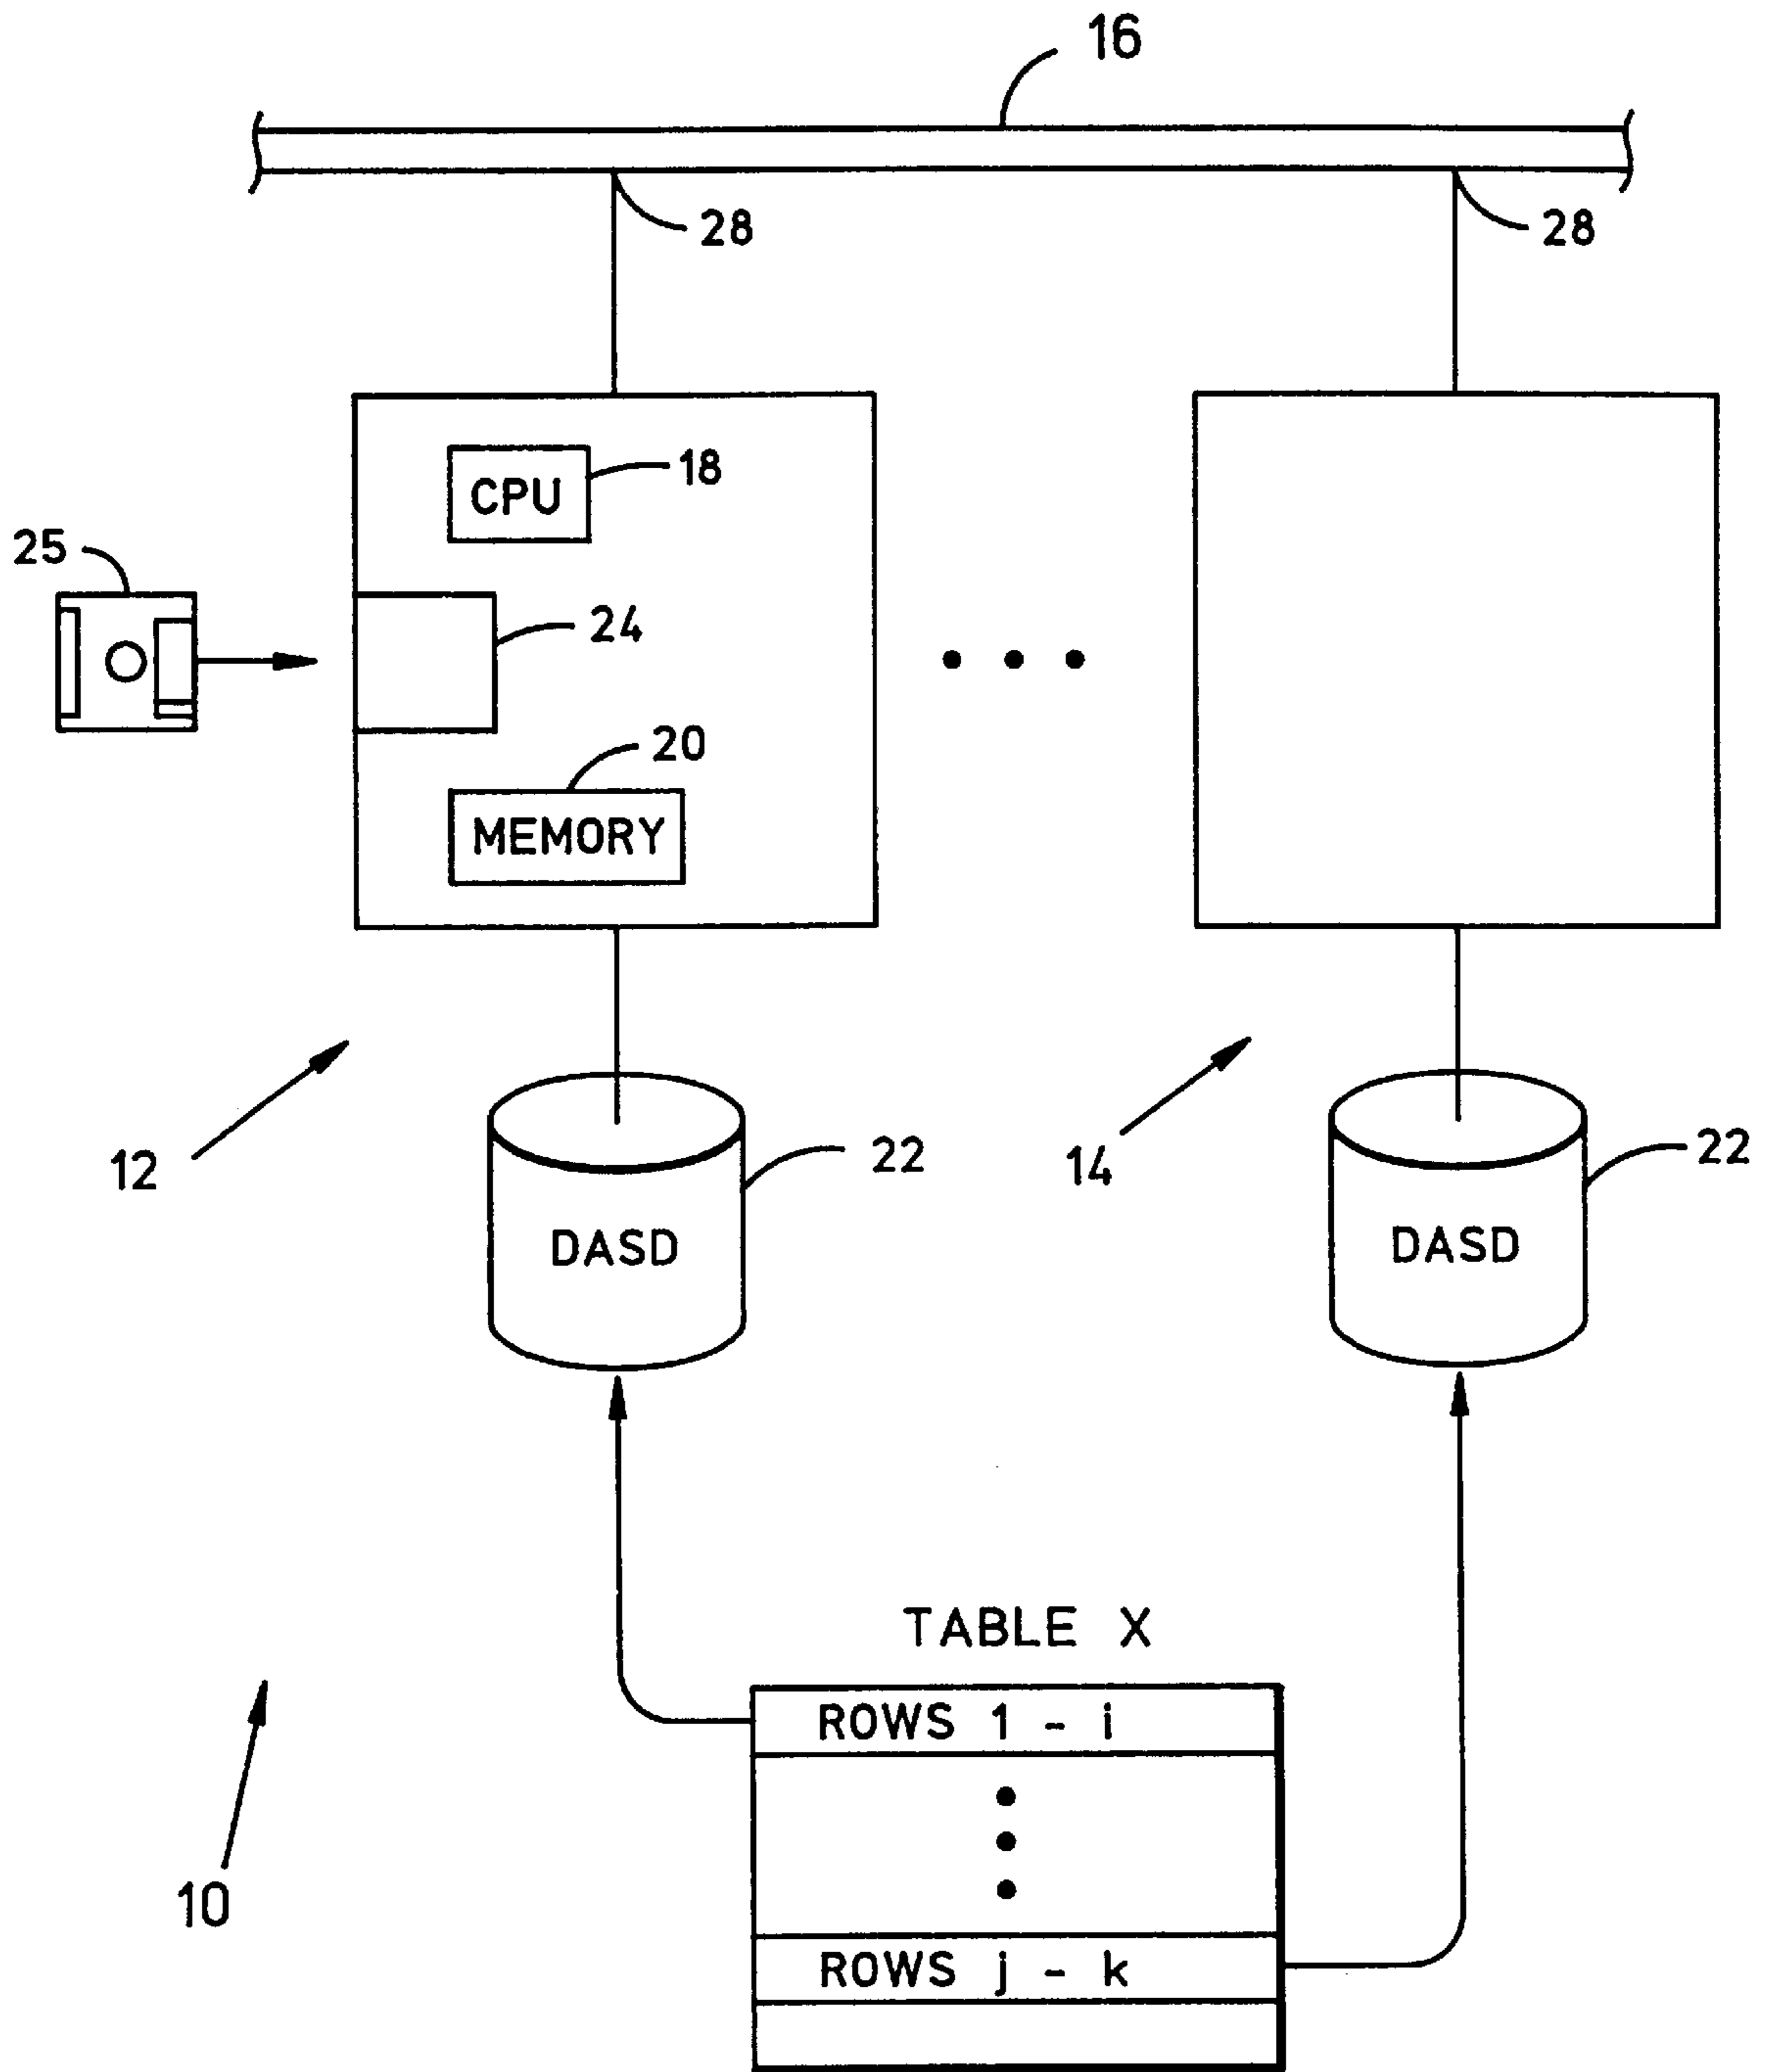 16
28
28
CPU
18
25
24
20
MEMORY
12
22
14
22
DASD
DASD
TABLE X
ROWS 1 - i
10
ROWS j - k